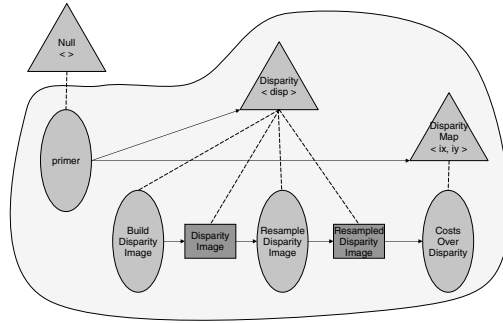 Null
< >
Disparity
< disp >
Disparity
Map
< ix, iy >
primer
Build
Disparity
Image
Disparity
Image
Resample
Disparity
Image
Resampled
Disparity
Image
Costs
Over
Disparity